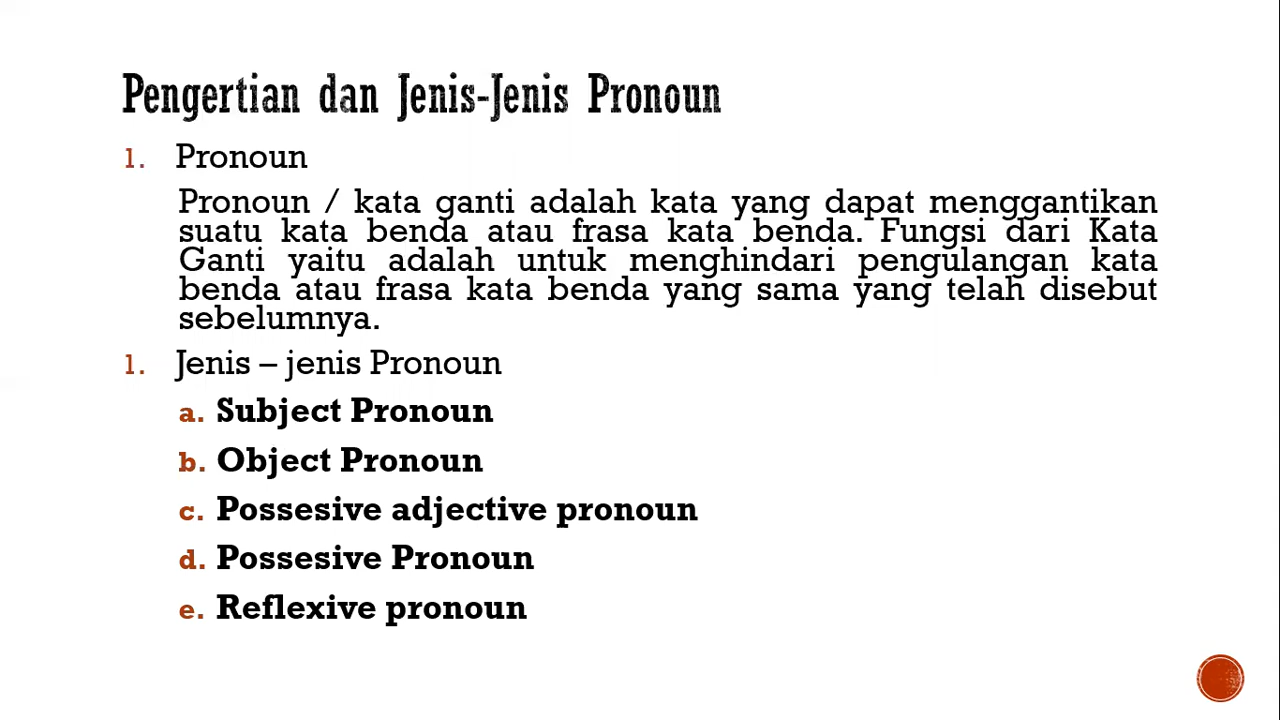 Pengertian dan Jenis-Jenis Pronoun
1. Pronoun
Pronoun / kata ganti adalah kata yang dapat menggantikan
suatu kata benda atau frasa kata benda. Fungsi dari Kata
Ganti yaitu adalah untuk menghindari pengulangan kata
benda atau frasa kata benda yang sama yang telah disebut
sebelumnya.
1. Jenis – jenis Pronoun
a. Subject Pronoun
b. Object Pronoun
c. Possesive adjective pronoun
d. Possesive Pronoun
e. Reflexive pronoun